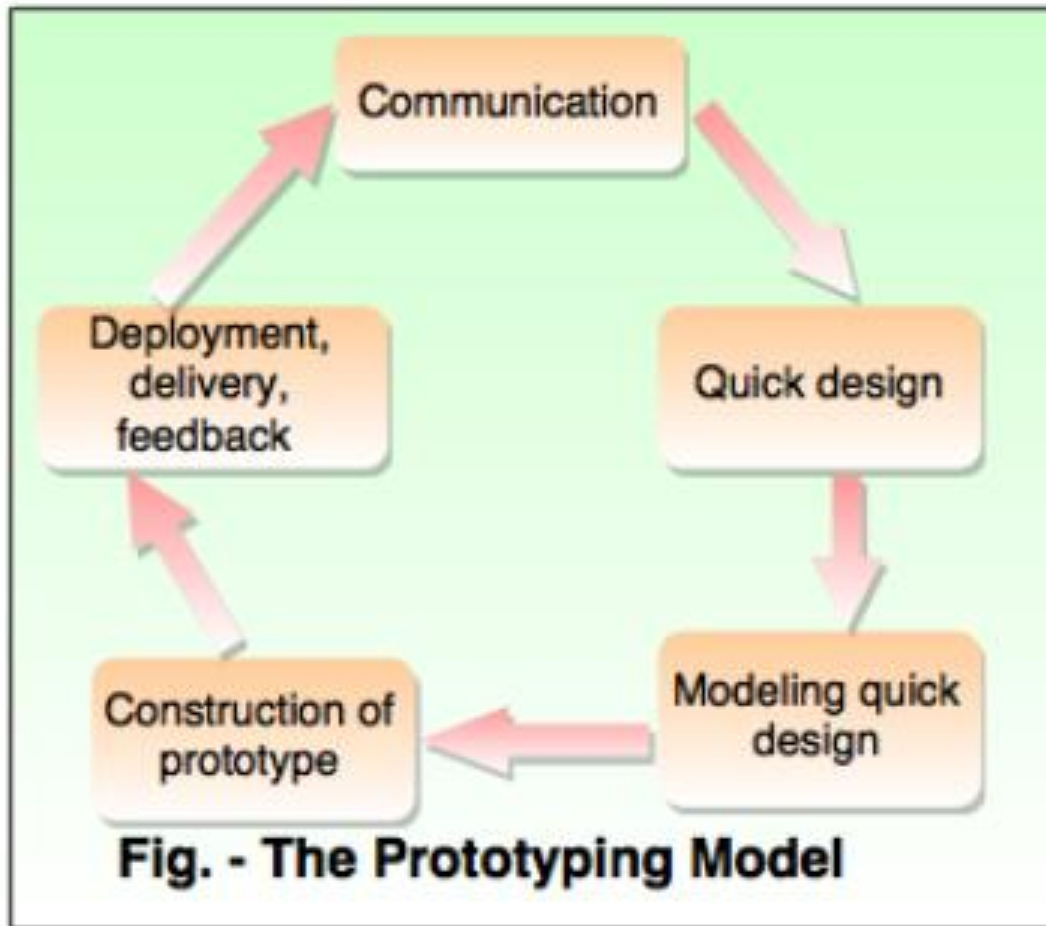 Communication
Quick design
Modeling quick
design
Construction of
prototype
Deployment,
delivery,
feedback
Fig. - The Prototyping Model